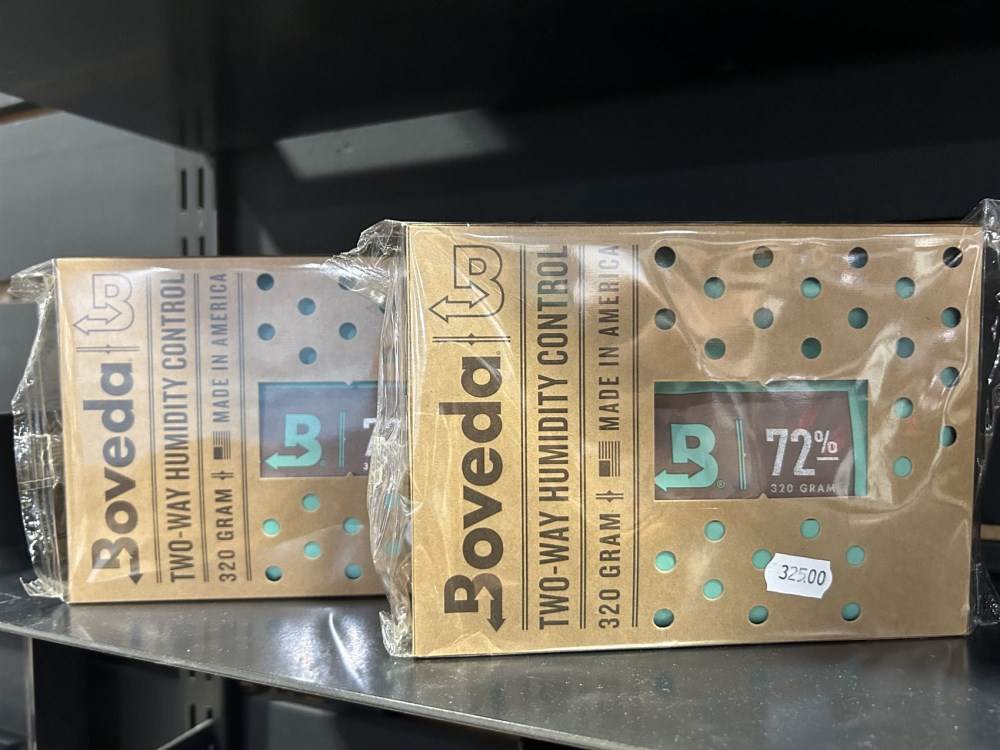 Boveda
TWO-WAY HUMIDITY CONTROL
320 GRAM MADE IN AMERICA
B
72
Boveda
TWO-WAY HUMIDITY CONTROL
320 GRAM MADE IN AMERICA
B®
72%
320 GRAM
325.00